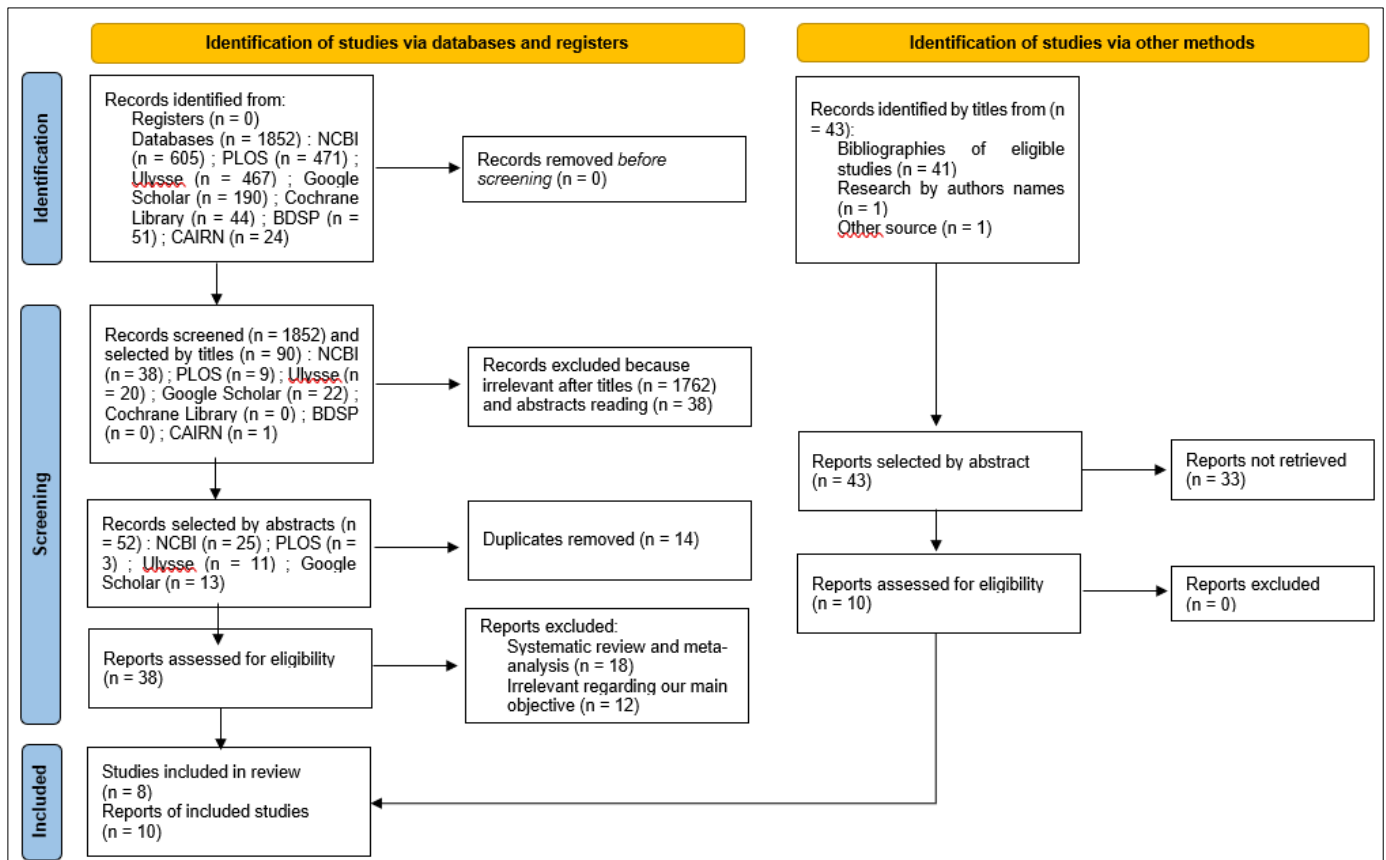 Identification of studies via databases and registers
Identification of studies via other methods
Identification
Records identified from:
Registers (n = 0)
Databases (n = 1852) : NCBI
(n = 605) ; PLOS (n = 471) ;
Ulysse (n = 467) ; Google
Scholar (n = 190) ; Cochrane
Library (n = 44) ; BDSP (n =
51) ; CAIRN (n = 24)
Records removed before
screening (n = 0)
Records identified by titles from (n
= 43):
Bibliographies of eligible
studies (n = 41)
Research by authors names
(n = 1)
Other source (n = 1)
Screening
Records screened (n = 1852) and
selected by titles (n = 90) : NCBI
(n = 38) ; PLOS (n = 9) ; Ulysse (n
= 20) ; Google Scholar (n = 22) ;
Cochrane Library (n = 0) ; BDSP
(n = 0) ; CAIRN (n = 1)
Records excluded because
irrelevant after titles (n = 1762)
and abstracts reading (n = 38)
Reports selected by abstract
(n = 43)
Reports not retrieved
(n = 33)
Records selected by abstracts (n
= 52) : NCBI (n = 25) ; PLOS (n =
3) ; Ulysse (n = 11) ; Google
Scholar (n = 13)
Duplicates removed (n = 14)
Reports assessed for eligibility
(n = 10)
Reports excluded
(n = 0)
Reports assessed for eligibility
(n = 38)
Reports excluded:
Systematic review and meta-
analysis (n = 18)
Irrelevant regarding our main
objective (n = 12)
Included
Studies included in review
(n = 8)
Reports of included studies
(n = 10)